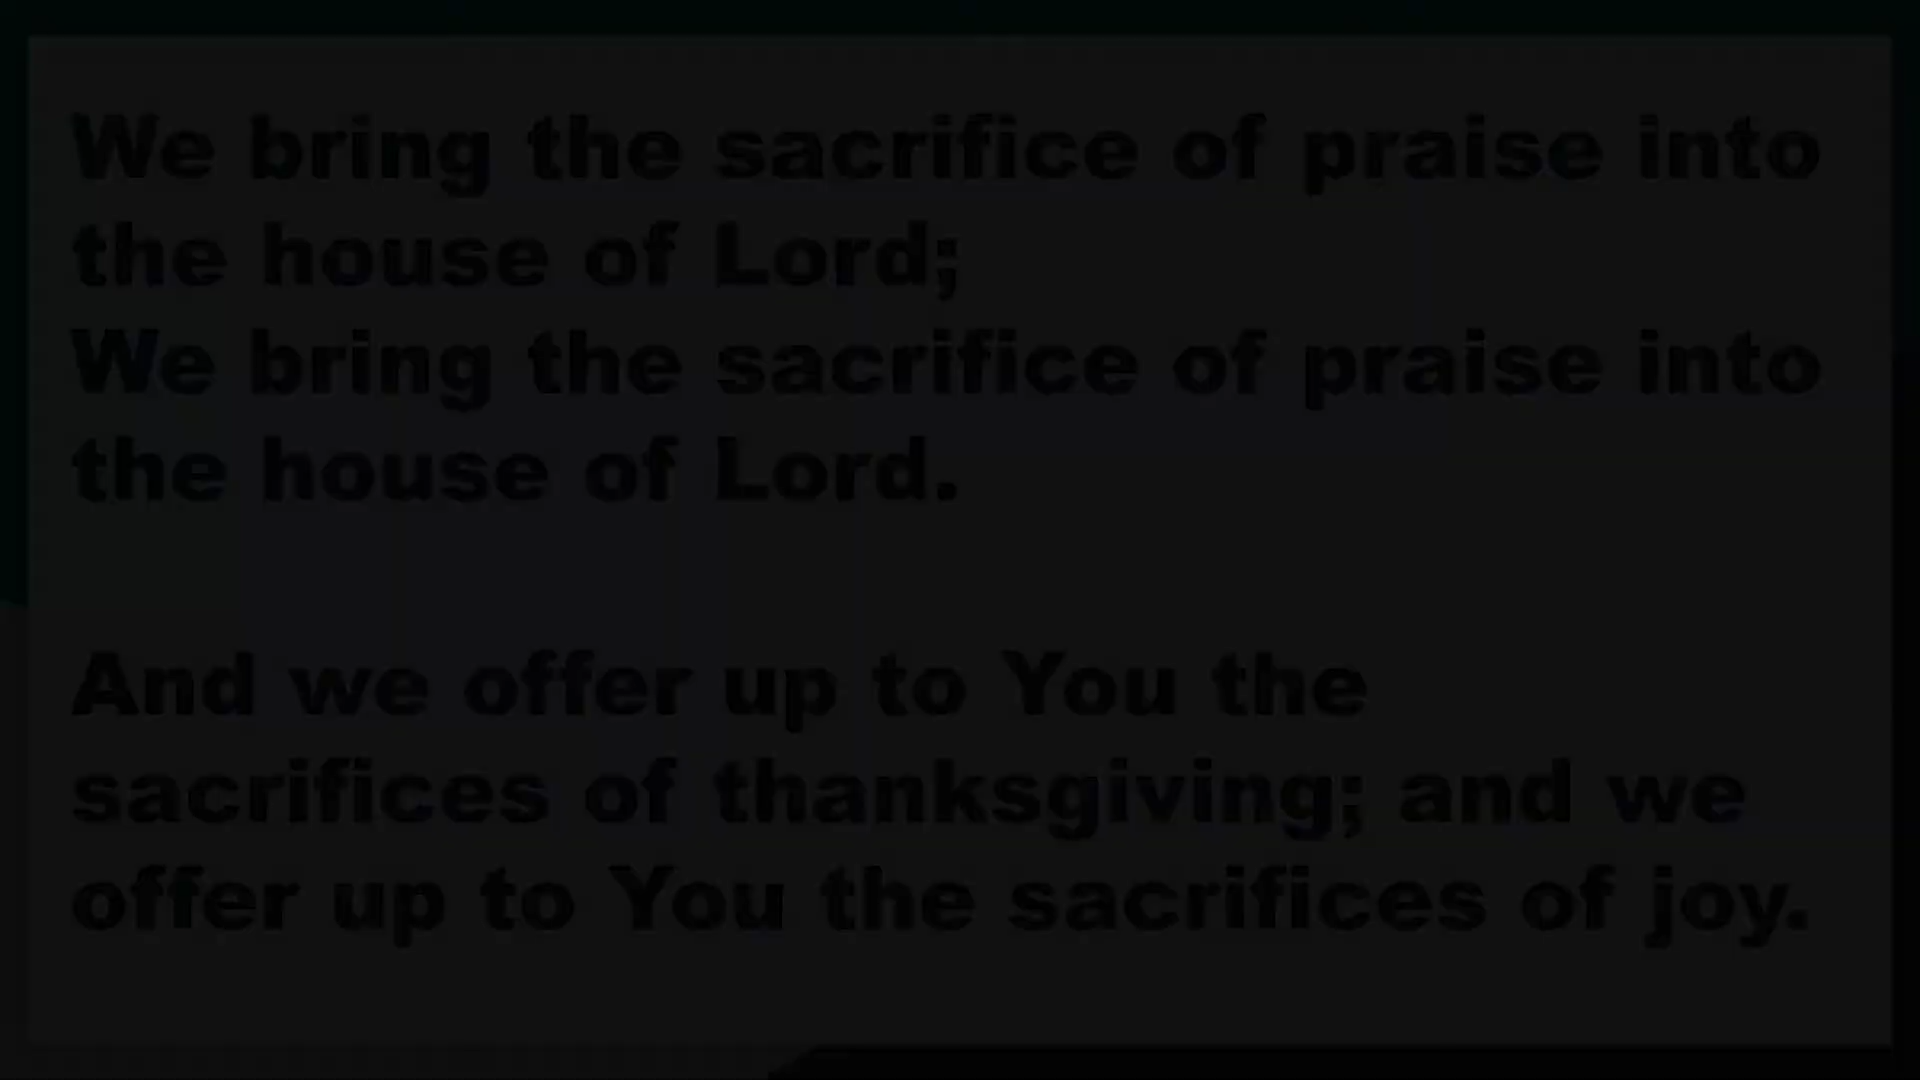 We bring the sacrifice of praise into
the house of Lord;
We bring the sacrifice of praise into
the house of Lord.
And we offer up to You the
sacrifices of thanksgiving; and we
offer up to You the sacrifices of joy.